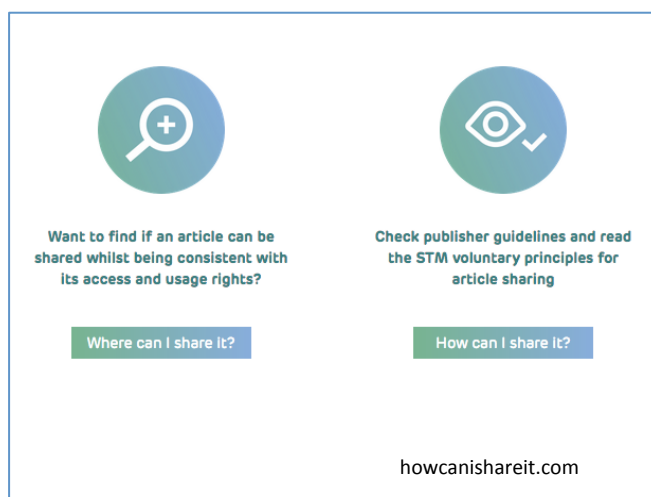 Want to find if an article can be
shared whilst being consistent with
its access and usage rights?
Where can I share it?
Check publisher guidelines and read
the STM voluntary principles for
article sharing
How can I share it?
howcanishareit.com